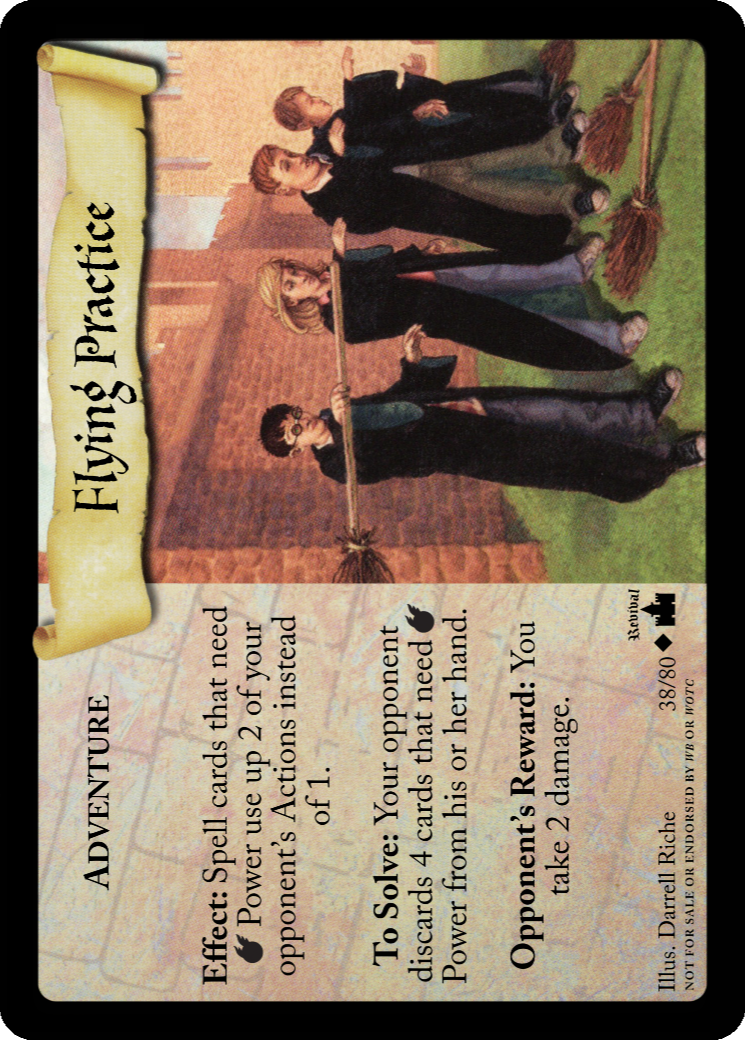 Flying Practice
ADVENTURE
Effect: Spell cards that need
Power use up 2 of your
opponent's Actions instead
of 1.
To Solve: Your opponent
discards 4 cards that need
Power from his or her hand.
Opponent's Reward: You
take 2 damage.
Revival
Illus. Darrell Riche 38/80
NOT FOR SALE OR ENDORSED BY WB OR WOTC